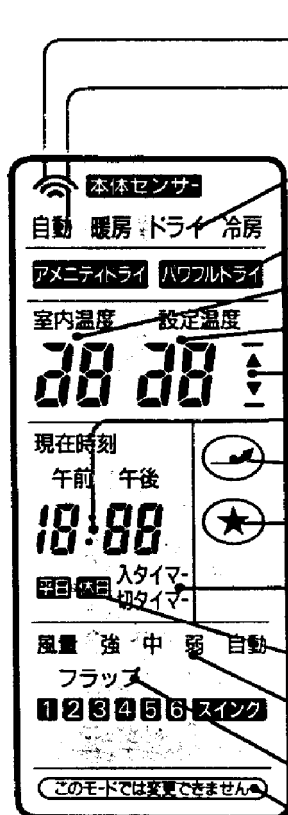 本体センサー
自動 暖房 ドライ 冷房
アメニティドライ パワフルドライ
室内温度 設定温度
88 88
現在時刻
午前 午後
18:88
平日 休日 入タイマー
切タイマー
風量 強 中 弱 自動
フラップ
1 2 3 4 5 6 スイング
このモードでは変更できません